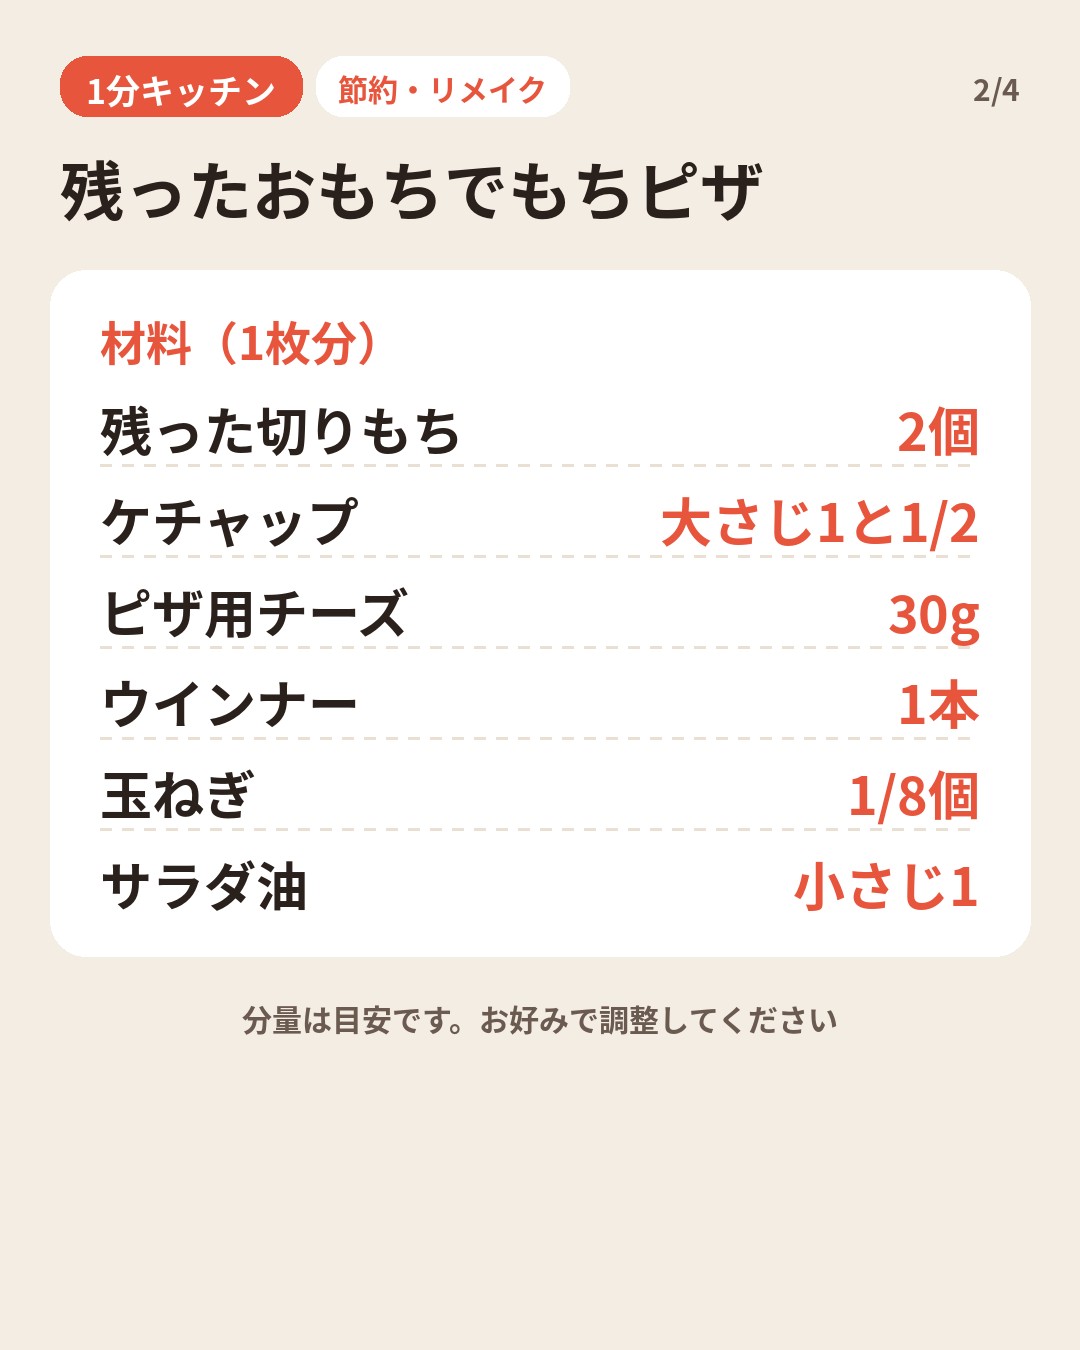 1分キッチン 節約・リメイク 2/4
残ったおもちでもちピザ
材料（1枚分）
残った切りもち 2個
ケチャップ 大さじ1と1/2
ピザ用チーズ 30g
ウインナー 1本
玉ねぎ 1/8個
サラダ油 小さじ1
分量は目安です。お好みで調整してください